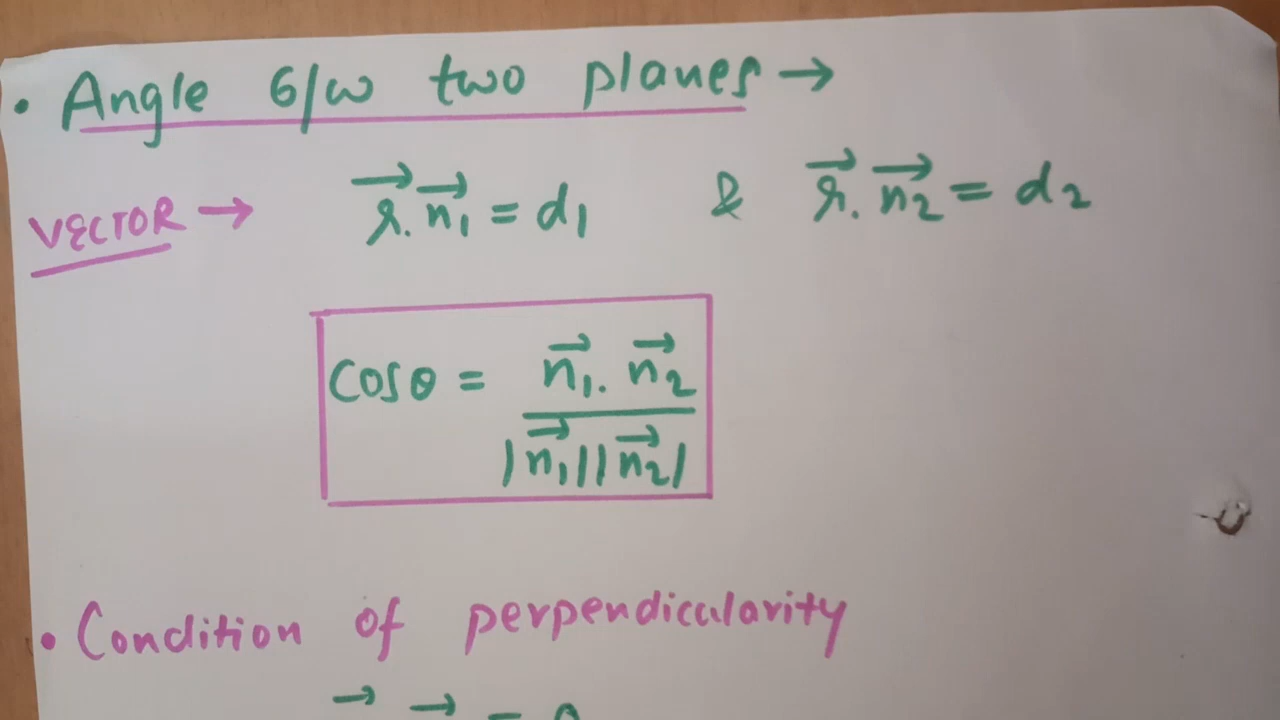 • Angle b/w two planes →
VECTOR → r⃗.n⃗₁ = d₁ & r⃗.n⃗₂ = d₂
cosθ = n⃗₁.n⃗₂ / |n⃗₁||n⃗₂|
• Condition of perpendicularity